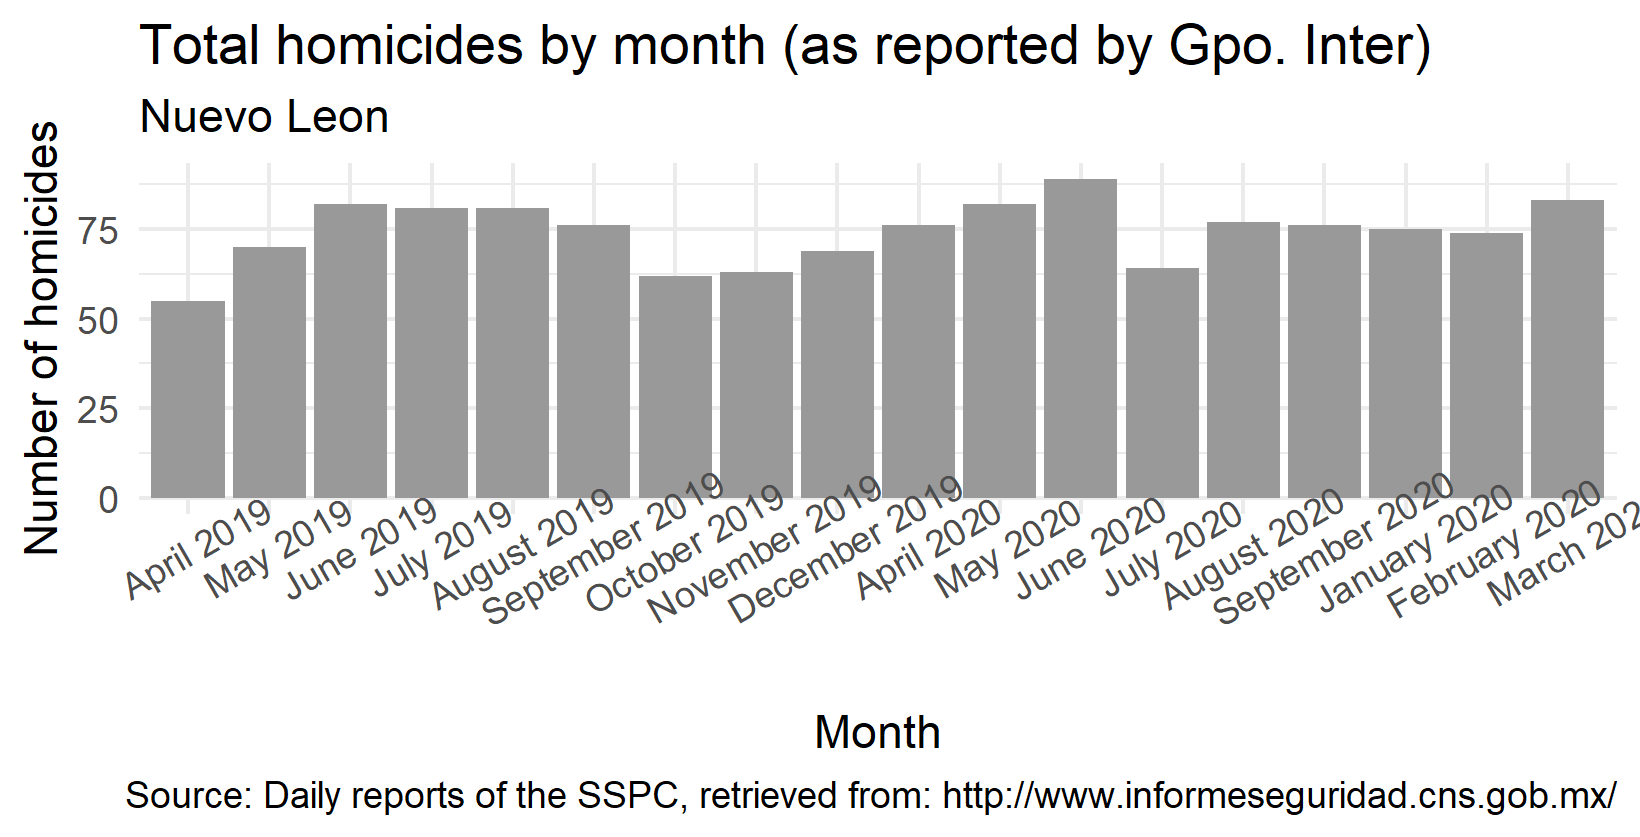 Total homicides by month (as reported by Gpo. Inter)
Nuevo Leon
Number of homicides
75
50
25
0
April 2019
May 2019
June 2019
July 2019
August 2019
September 2019
October 2019
November 2019
December 2019
April 2020
May 2020
June 2020
July 2020
August 2020
September 2020
January 2020
February 2020
March 202
Month
Source: Daily reports of the SSPC, retrieved from: http://www.informeseguridad.cns.gob.mx/